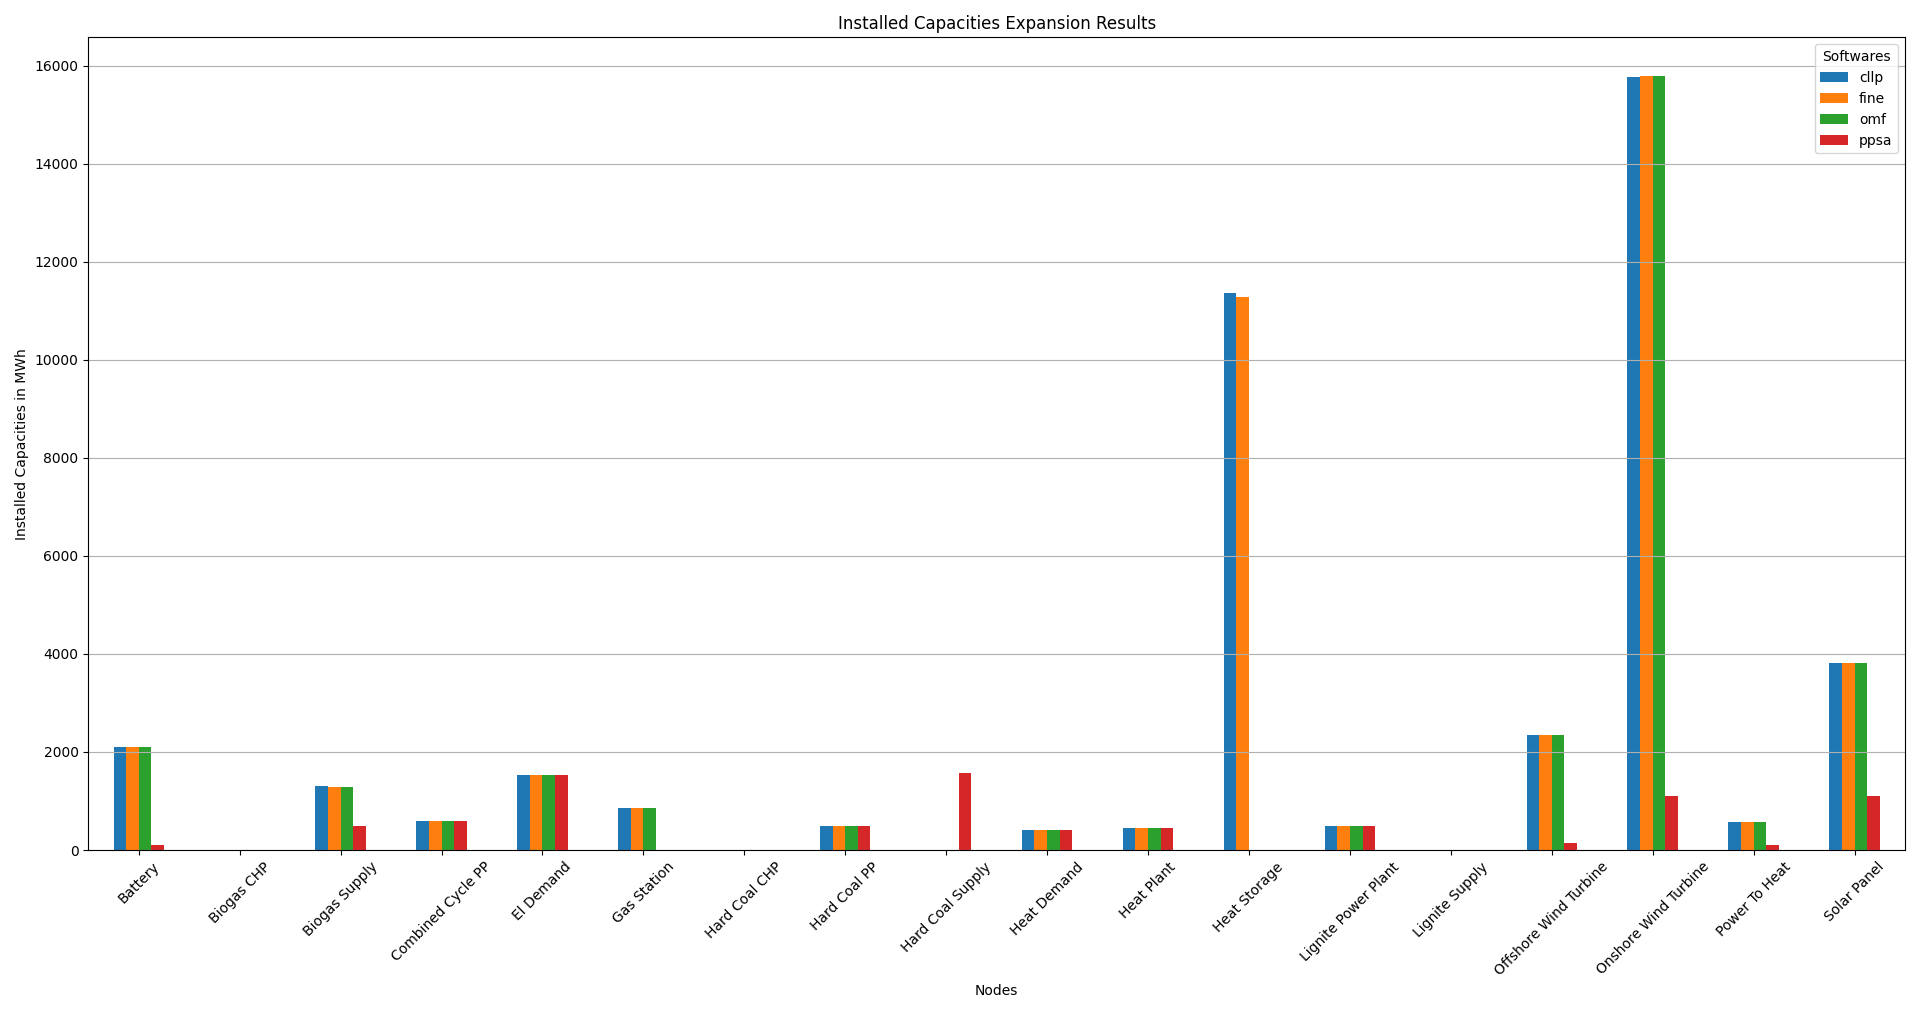 Installed Capacities Expansion Results
Softwares
cllp
fine
omf
ppsa
16000
14000
12000
10000
8000
6000
4000
2000
0
Installed Capacities in MWh
Battery
Biogas CHP
Biogas Supply
Combined Cycle PP
El Demand
Gas Station
Hard Coal CHP
Hard Coal PP
Hard Coal Supply
Heat Demand
Heat Plant
Heat Storage
Lignite Power Plant
Lignite Supply
Offshore Wind Turbine
Onshore Wind Turbine
Power To Heat
Solar Panel
Nodes